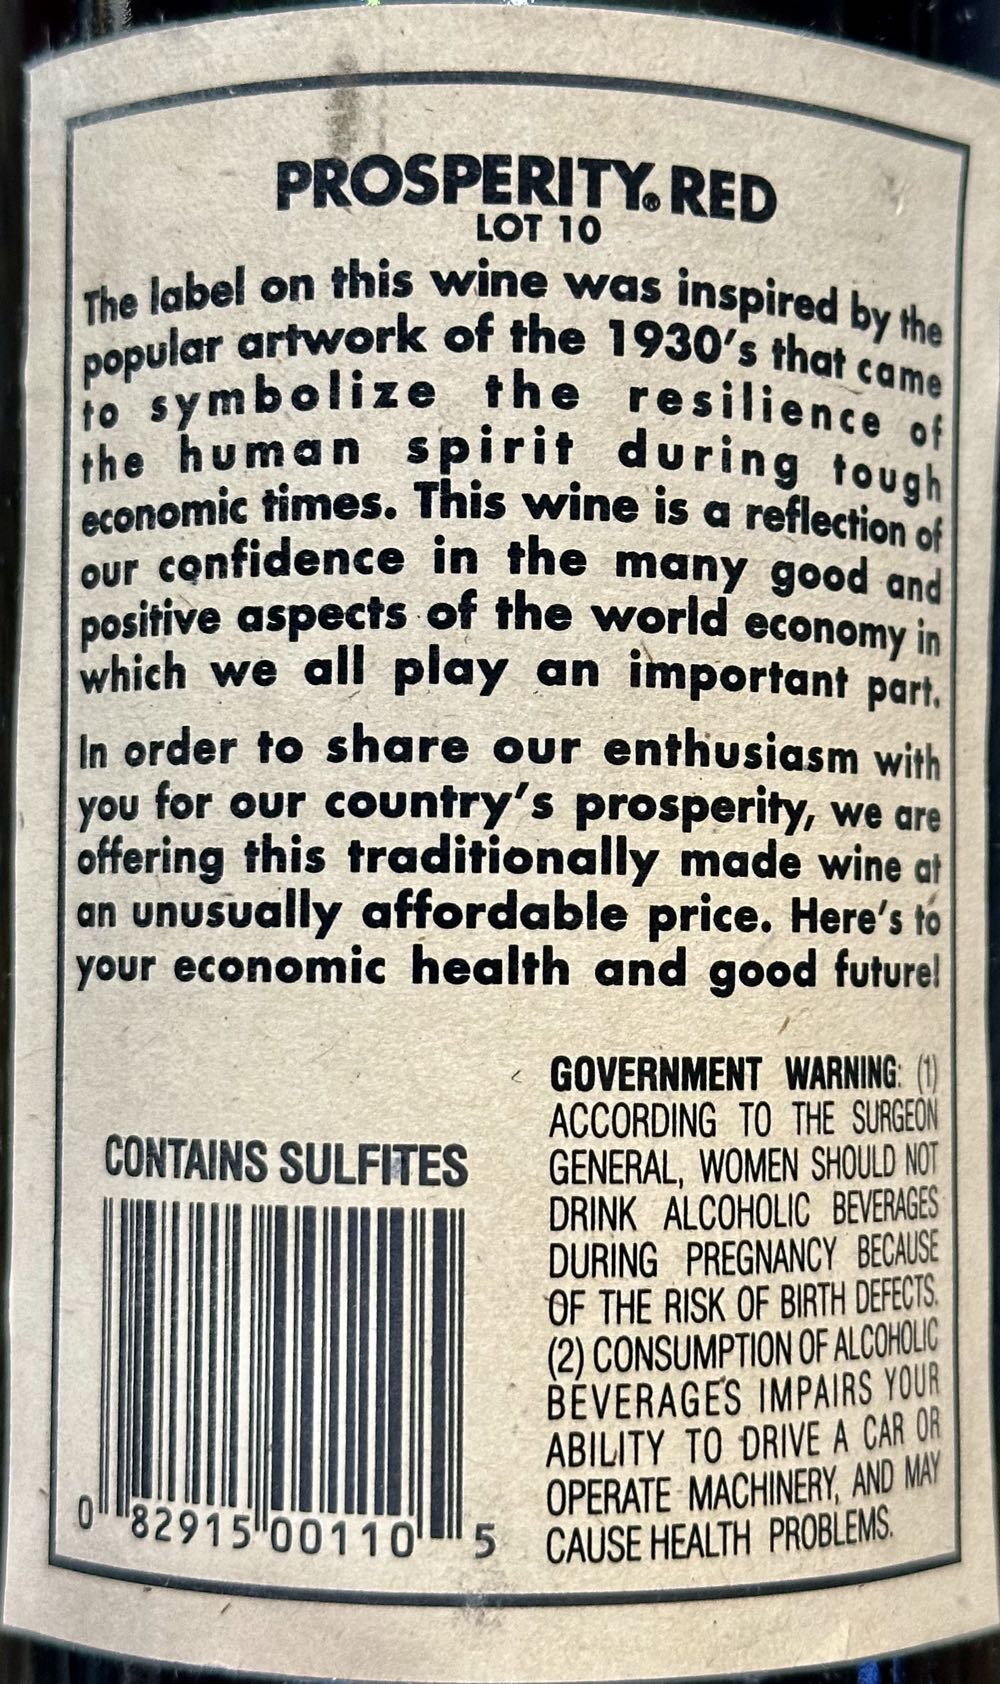 PROSPERITY® RED
LOT 10
The label on this wine was inspired by the
popular artwork of the 1930's that came
to symbolize the resilience of
the human spirit during tough
economic times. This wine is a reflection of
our confidence in the many good and
positive aspects of the world economy in
which we all play an important part.
In order to share our enthusiasm with
you for our country's prosperity, we are
offering this traditionally made wine at
an unusually affordable price. Here's to
your economic health and good future!
CONTAINS SULFITES
0 82915 00110 5
GOVERNMENT WARNING: (1)
ACCORDING TO THE SURGEON
GENERAL, WOMEN SHOULD NOT
DRINK ALCOHOLIC BEVERAGES
DURING PREGNANCY BECAUSE
OF THE RISK OF BIRTH DEFECTS.
(2) CONSUMPTION OF ALCOHOLIC
BEVERAGES IMPAIRS YOUR
ABILITY TO DRIVE A CAR OR
OPERATE MACHINERY, AND MAY
CAUSE HEALTH PROBLEMS.